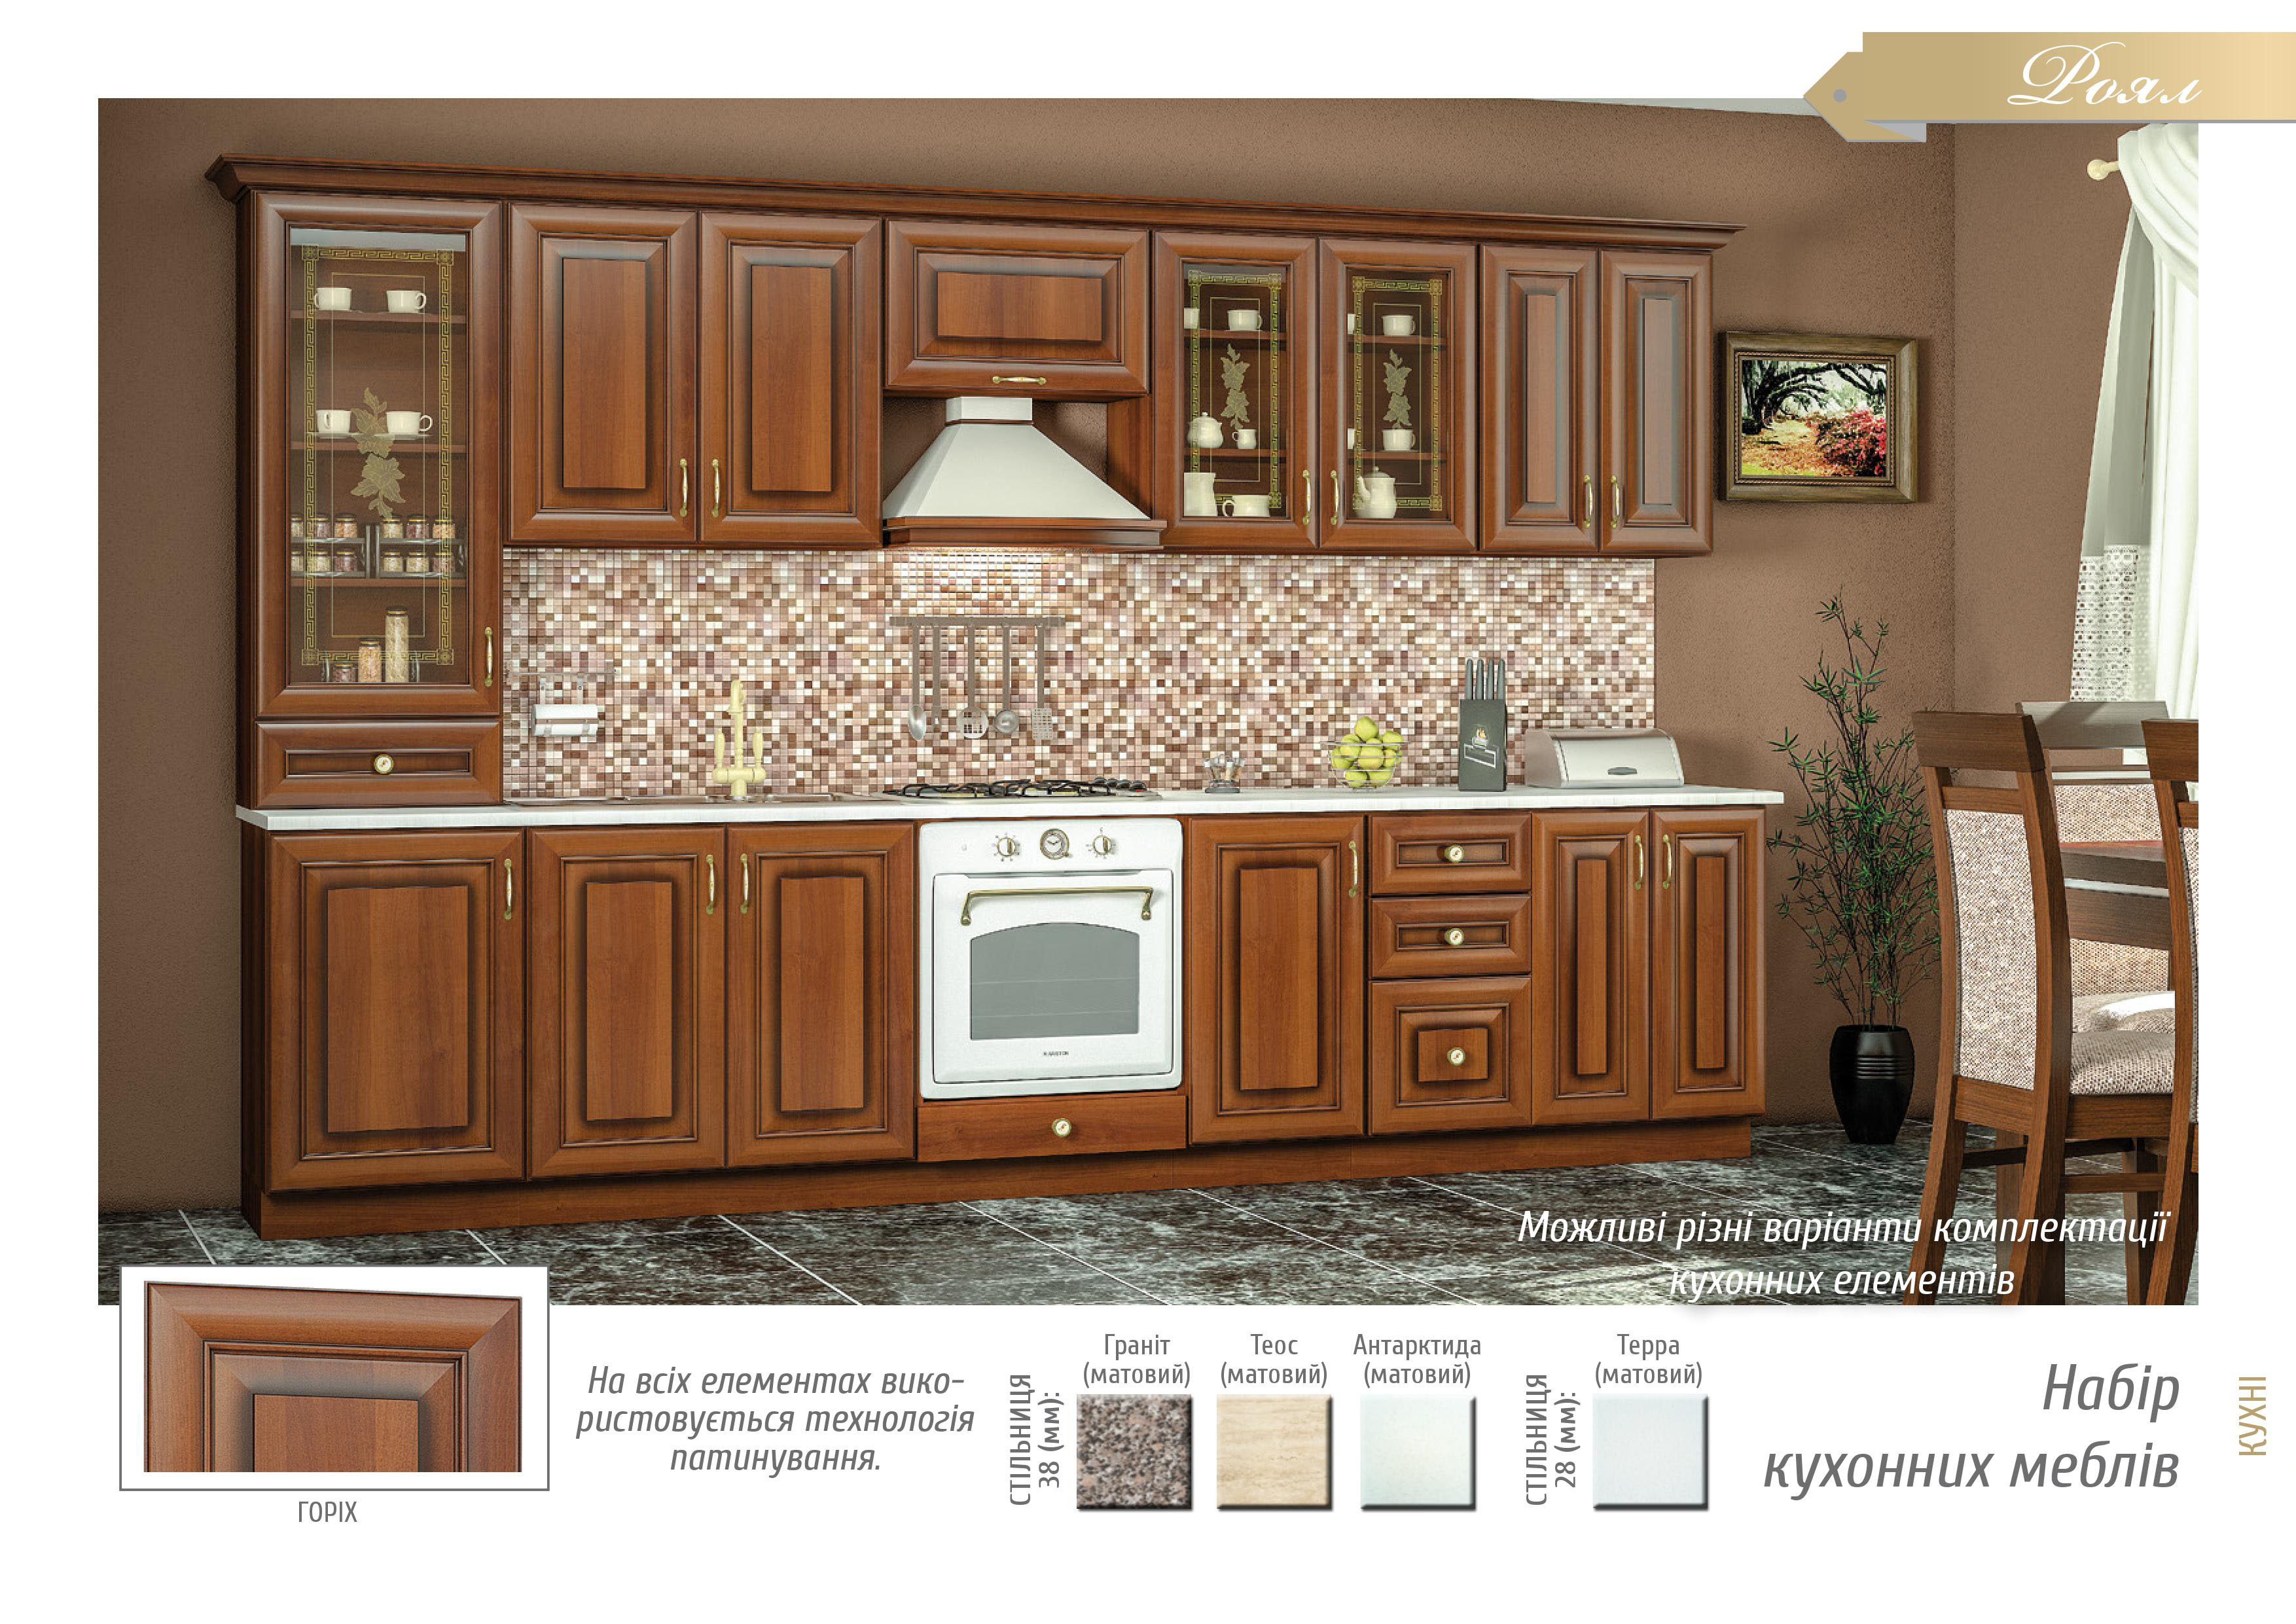 Роял
Можливі різні варіанти комплектації
кухонних елементів
ГОРІХ
На всіх елементах вико-
ристовується технологія
патинування.
СТІЛЬНИЦЯ
38 (мм):
Граніт
(матовий)
Теос
(матовий)
Антарктида
(матовий)
СТІЛЬНИЦЯ
28 (мм):
Терра
(матовий)
Набір
кухонних меблів
КУХНІ